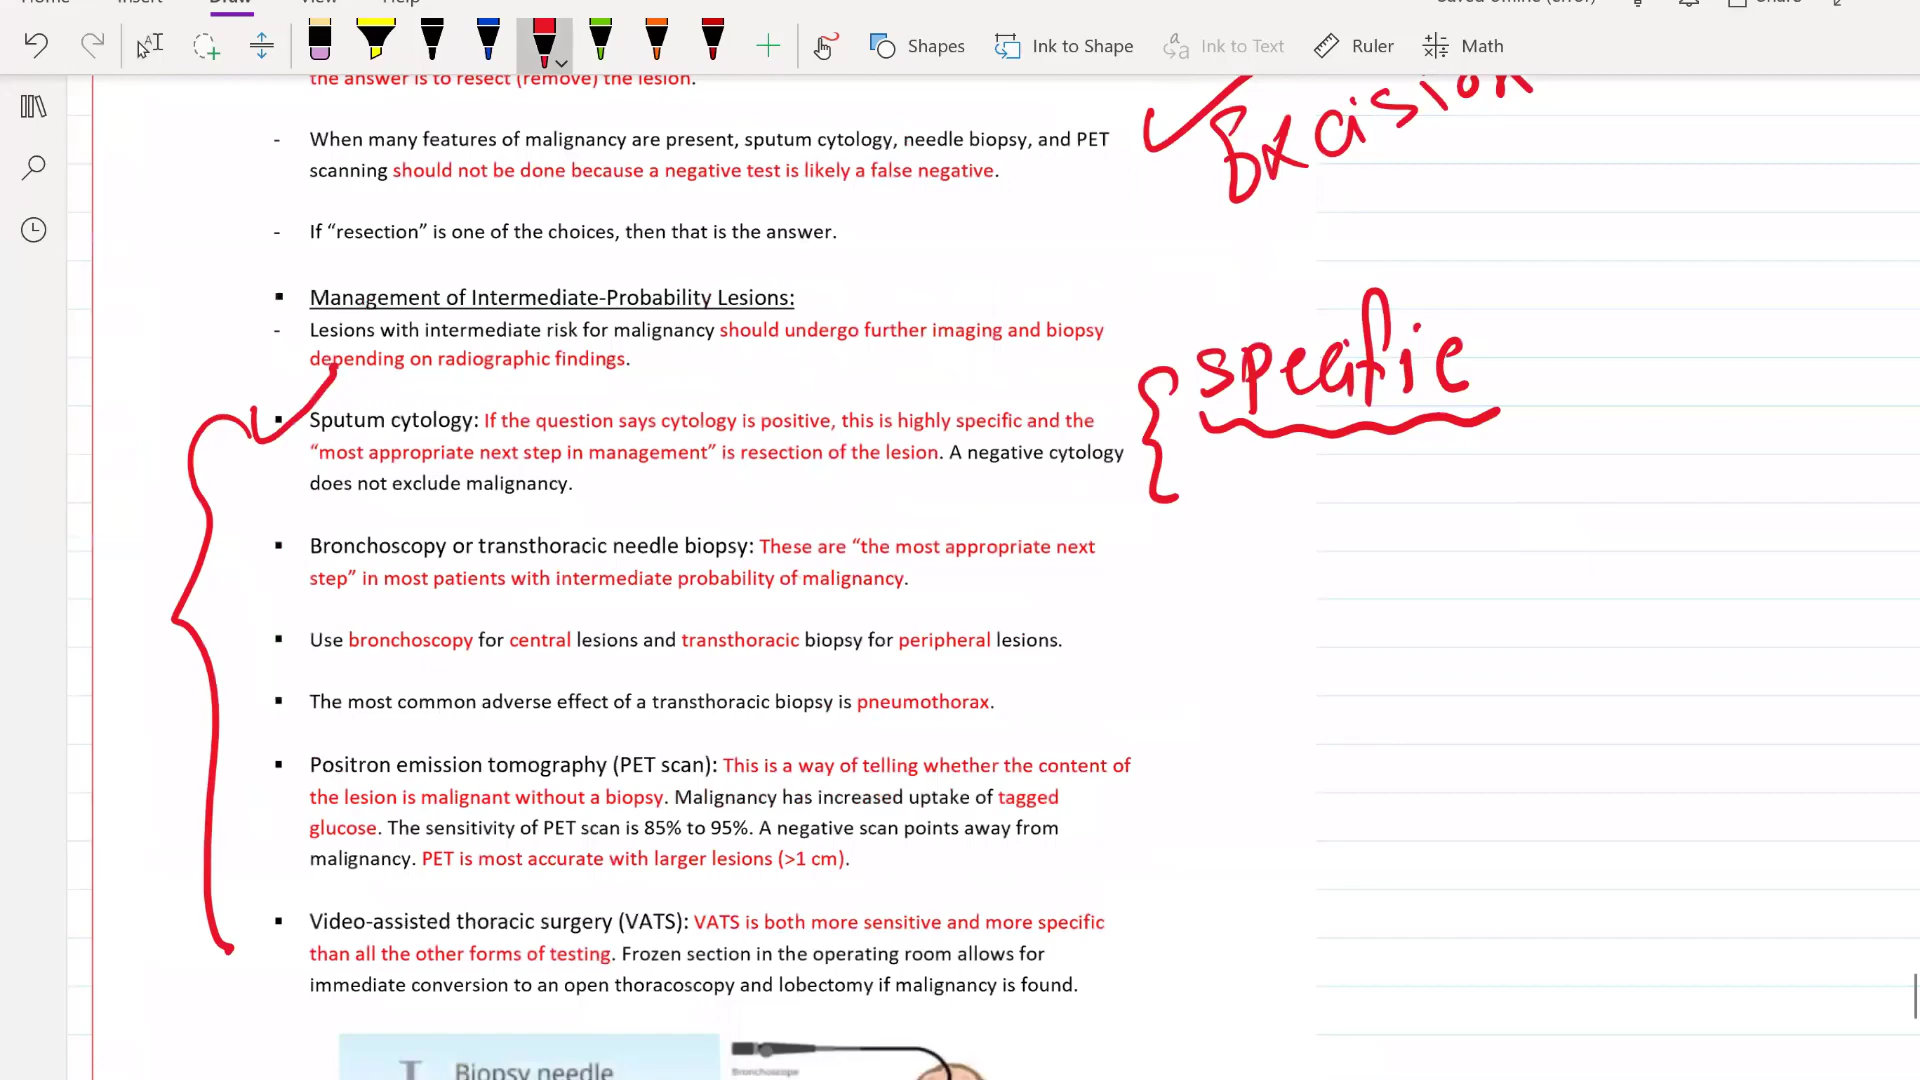 Home Insert Draw View Help Saved online (error) Share
Shapes Ink to Shape Ink to Text Ruler Math
the answer is to resect (remove) the lesion.
Excision
- When many features of malignancy are present, sputum cytology, needle biopsy, and PET
scanning should not be done because a negative test is likely a false negative.
- If “resection” is one of the choices, then that is the answer.
▪ Management of Intermediate-Probability Lesions:
- Lesions with intermediate risk for malignancy should undergo further imaging and biopsy
depending on radiographic findings.
specific
▪ Sputum cytology: If the question says cytology is positive, this is highly specific and the
“most appropriate next step in management” is resection of the lesion. A negative cytology
does not exclude malignancy.
▪ Bronchoscopy or transthoracic needle biopsy: These are “the most appropriate next
step” in most patients with intermediate probability of malignancy.
▪ Use bronchoscopy for central lesions and transthoracic biopsy for peripheral lesions.
▪ The most common adverse effect of a transthoracic biopsy is pneumothorax.
▪ Positron emission tomography (PET scan): This is a way of telling whether the content of
the lesion is malignant without a biopsy. Malignancy has increased uptake of tagged
glucose. The sensitivity of PET scan is 85% to 95%. A negative scan points away from
malignancy. PET is most accurate with larger lesions (>1 cm).
▪ Video-assisted thoracic surgery (VATS): VATS is both more sensitive and more specific
than all the other forms of testing. Frozen section in the operating room allows for
immediate conversion to an open thoracoscopy and lobectomy if malignancy is found.
Biopsy needle
Bronchoscope